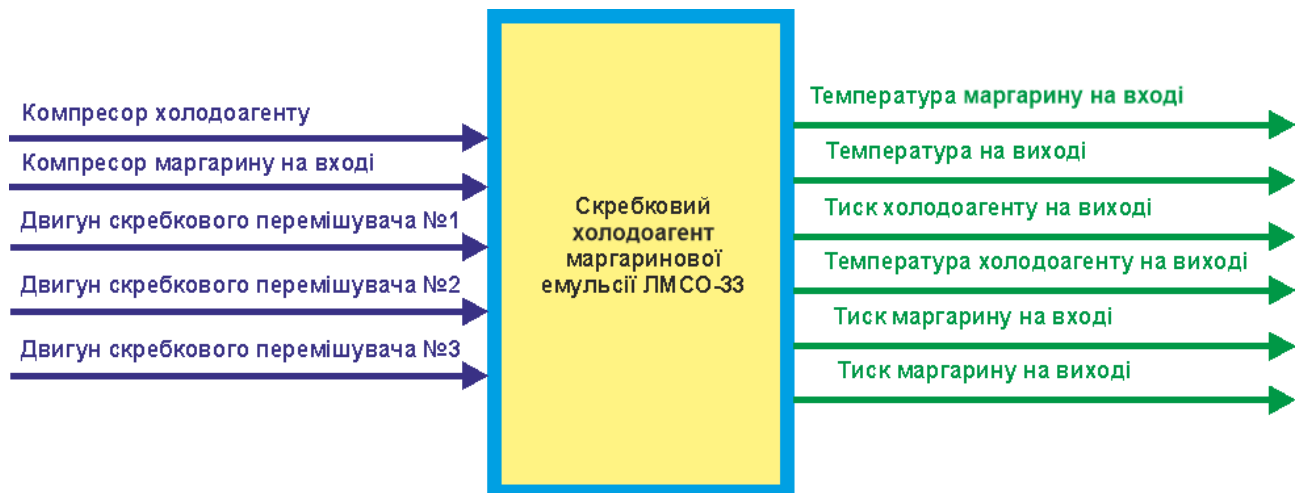 Компресор холодоагенту
Компресор маргарину на вході
Двигун скребкового перемішувача №1
Двигун скребкового перемішувача №2
Двигун скребкового перемішувача №3
Скребковий
холодоагент
маргаринової
емульсії ЛМСО-33
Температура маргарину на вході
Температура на виході
Тиск холодоагенту на виході
Температура холодоагенту на виході
Тиск маргарину на вході
Тиск маргарину на виході